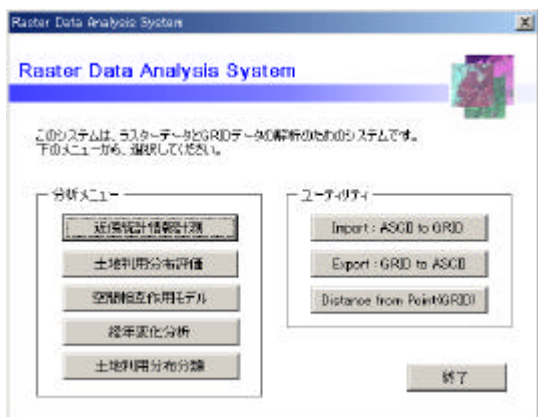 Raster Data Analysis System
Raster Data Analysis System
このシステムは、ラスターデータとGRIDデータの解析のためのシステムです。
下のメニューから、選択してください。
分析メニュー
近傍統計情報計測
土地利用分布評価
空間相互作用モデル
経年変化分析
土地利用分布分類
ユーティリティ
Import : ASCII to GRID
Export : GRID to ASCII
Distance from Point(GRID)
終了